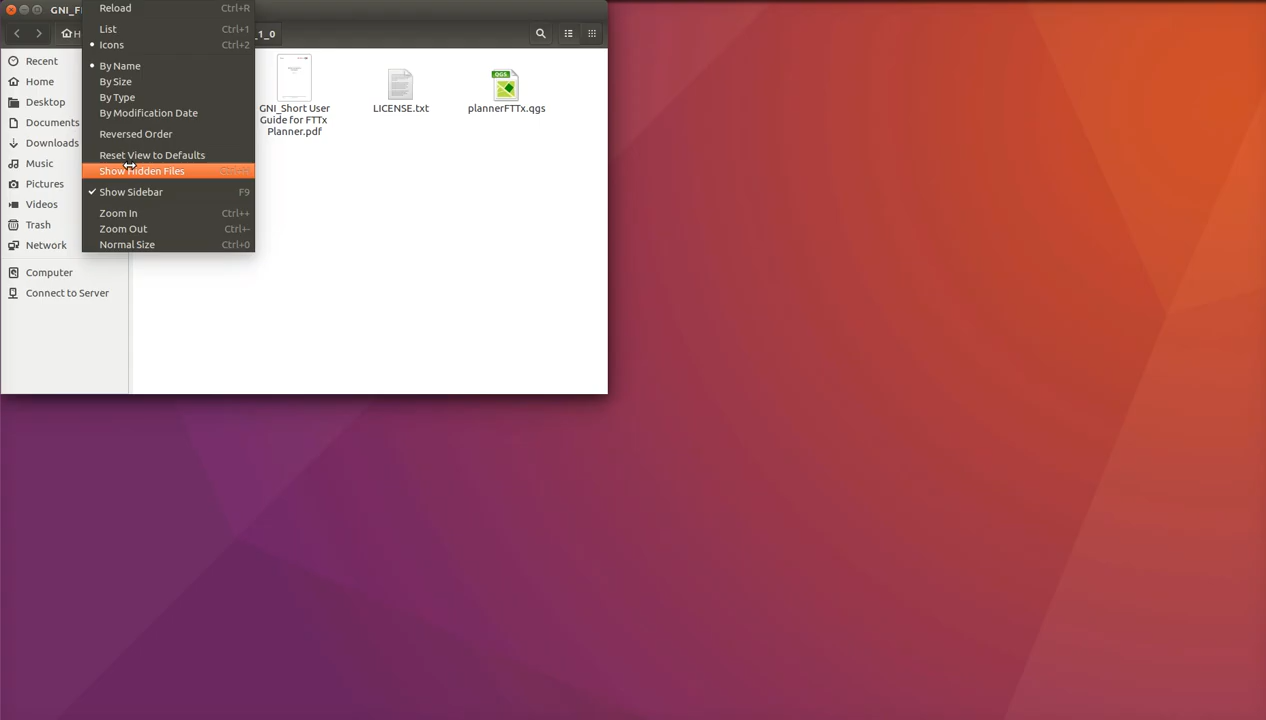 GNI_F
Reload Ctrl+R
H
_1_0
List Ctrl+1
Icons Ctrl+2
By Name
By Size
By Type
By Modification Date
Reversed Order
Reset View to Defaults
Show Hidden Files
Show Sidebar F9
Zoom In Ctrl++
Zoom Out Ctrl+-
Normal Size Ctrl+0
Recent
Home
Desktop
Documents
Downloads
Music
Pictures
Videos
Trash
Network
Computer
Connect to Server
GNI_Short User
Guide for FTTx
Planner.pdf
LICENSE.txt
QGS
plannerFTTx.qgs